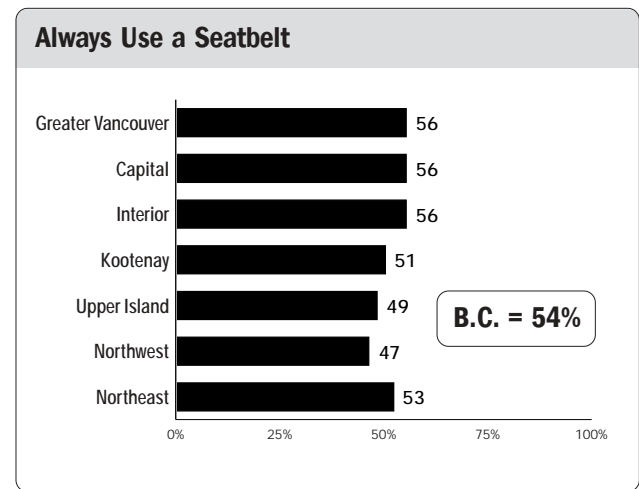 Always Use a Seatbelt
Greater Vancouver 56
Capital 56
Interior 56
Kootenay 51
Upper Island 49
B.C. = 54%
Northwest 47
Northeast 53
0% 25% 50% 75% 100%